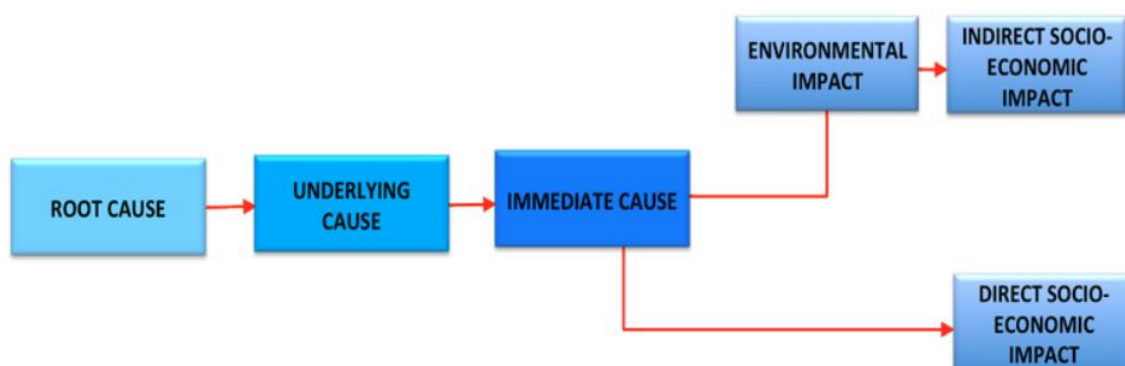 ENVIRONMENTAL
IMPACT
INDIRECT SOCIO-
ECONOMIC
IMPACT
ROOT CAUSE
UNDERLYING
CAUSE
IMMEDIATE CAUSE
DIRECT SOCIO-
ECONOMIC
IMPACT